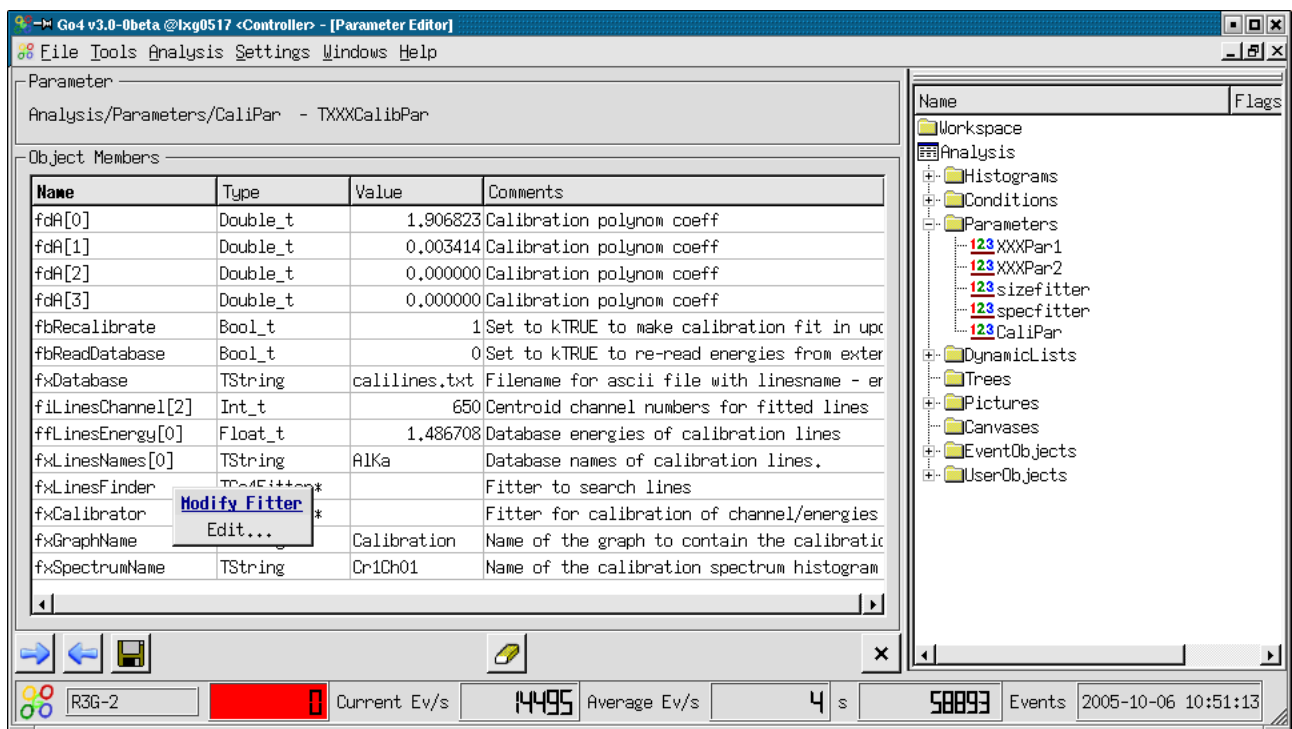 Go4 v3.0-0beta @lxg0517 <Controller> - [Parameter Editor]
File Tools Analysis Settings Windows Help
Parameter
Analysis/Parameters/CaliPar - TXXXCalibPar
Object Members
Name Type Value Comments
fdA[0] Double_t 1.906823 Calibration polynom coeff
fdA[1] Double_t 0.003414 Calibration polynom coeff
fdA[2] Double_t 0.000000 Calibration polynom coeff
fdA[3] Double_t 0.000000 Calibration polynom coeff
fbRecalibrate Bool_t 1 Set to kTRUE to make calibration fit in upd
fbReadDatabase Bool_t 0 Set to kTRUE to re-read energies from exter
fxDatabase TString calilines.txt Filename for ascii file with linesname - er
fiLinesChannel[2] Int_t 650 Centroid channel numbers for fitted lines
ffLinesEnergy[0] Float_t 1.486708 Database energies of calibration lines
fxLinesNames[0] TString AlKa Database names of calibration lines.
fxLinesFinder TGo4Fitter* Fitter to search lines
fxCalibrator * Fitter for calibration of channel/energies
Modify Fitter
Edit...
fxGraphName Calibration Name of the graph to contain the calibratic
fxSpectrumName TString Cr1Ch01 Name of the calibration spectrum histogram
Name Flags
Workspace
Analysis
Histograms
Conditions
Parameters
123 XXXPar1
123 XXXPar2
123 sizefitter
123 specfitter
123 CaliPar
DynamicLists
Trees
Pictures
Canvases
EventObjects
UserObjects
R3G-2 0 Current Ev/s 14495 Average Ev/s 4 s 58893 Events 2005-10-06 10:51:13